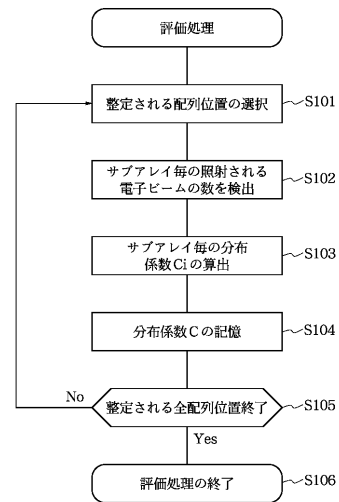 評価処理
整定される配列位置の選択
S101
サブアレイ毎の照射される
電子ビームの数を検出
S102
サブアレイ毎の分布
係数Ciの算出
S103
分布係数Cの記憶
S104
No
整定される全配列位置終了
S105
Yes
評価処理の終了
S106